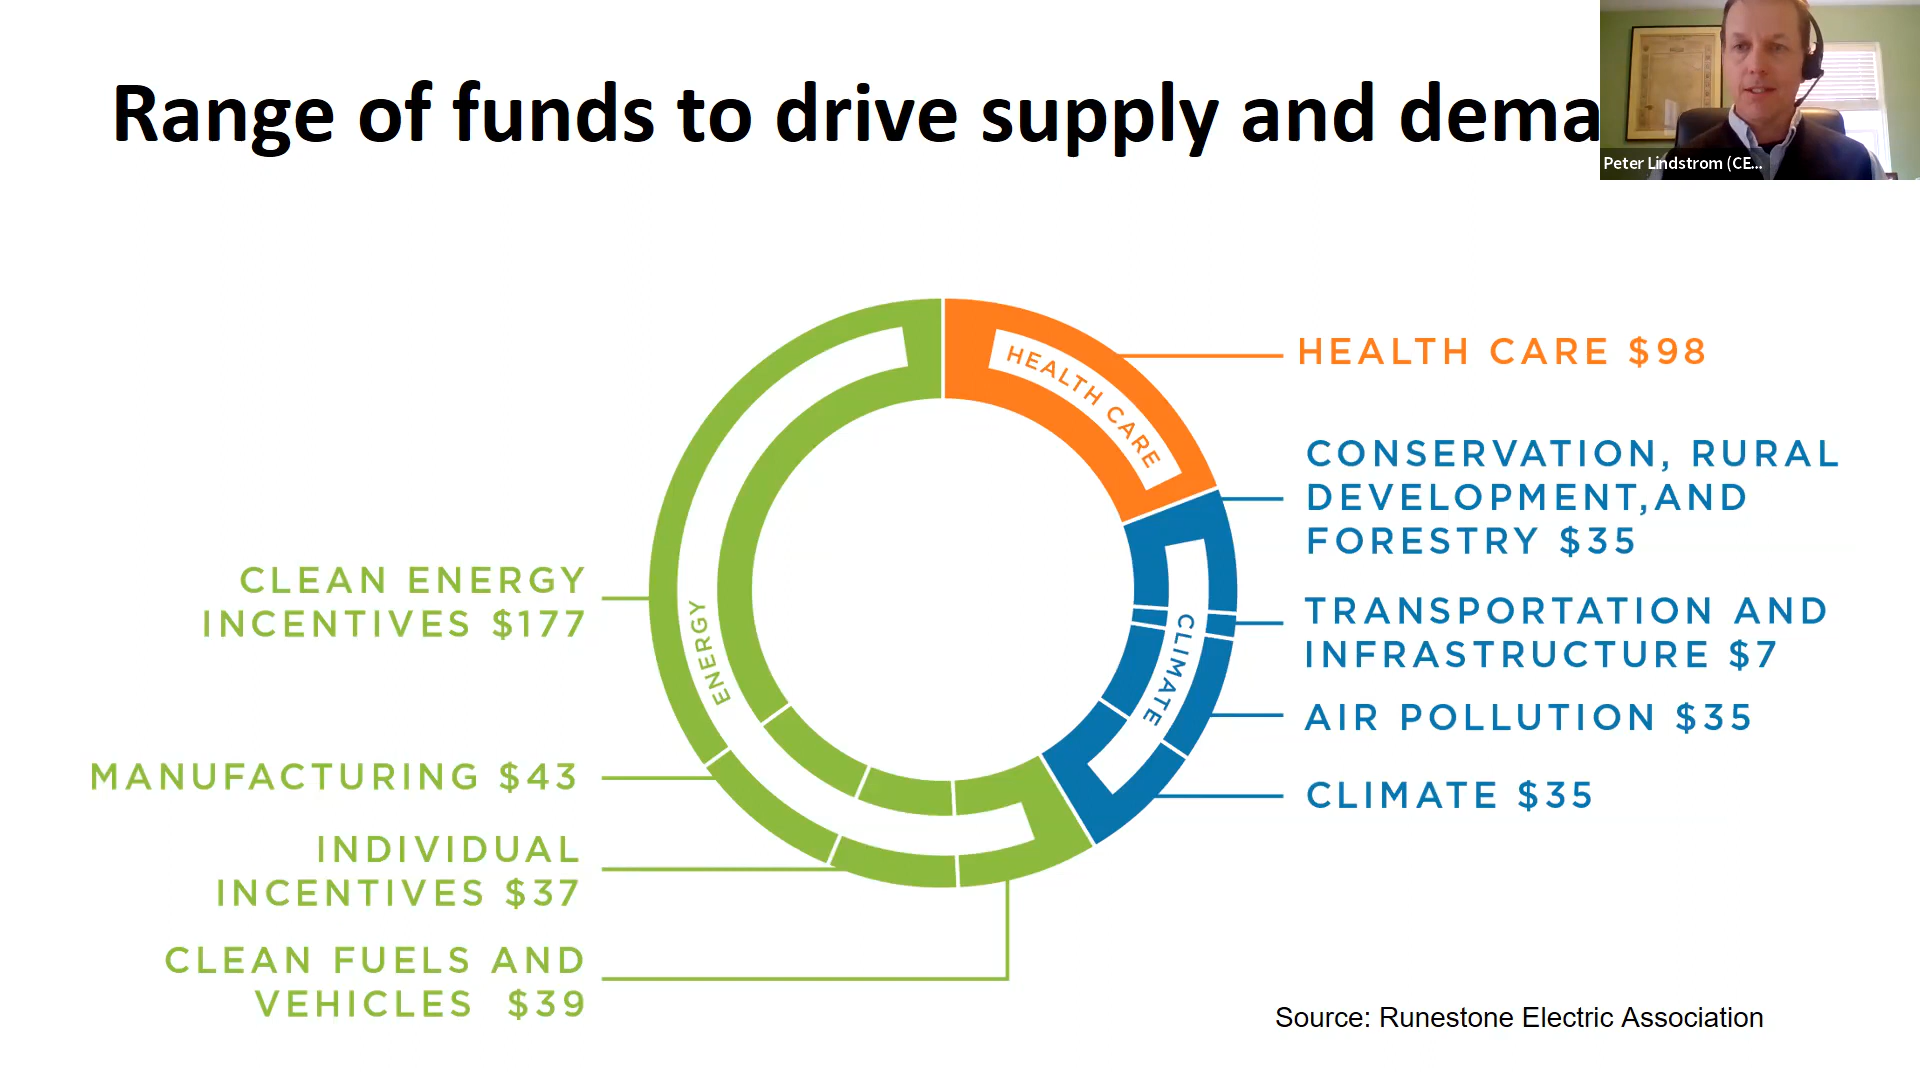 Range of funds to drive supply and dema
Peter Lindstrom (CE...
HEALTH CARE
HEALTH CARE $98
CONSERVATION, RURAL
DEVELOPMENT,AND
FORESTRY $35
CLIMATE
TRANSPORTATION AND
INFRASTRUCTURE $7
AIR POLLUTION $35
CLIMATE $35
ENERGY
CLEAN ENERGY
INCENTIVES $177
MANUFACTURING $43
INDIVIDUAL
INCENTIVES $37
CLEAN FUELS AND
VEHICLES $39
Source: Runestone Electric Association